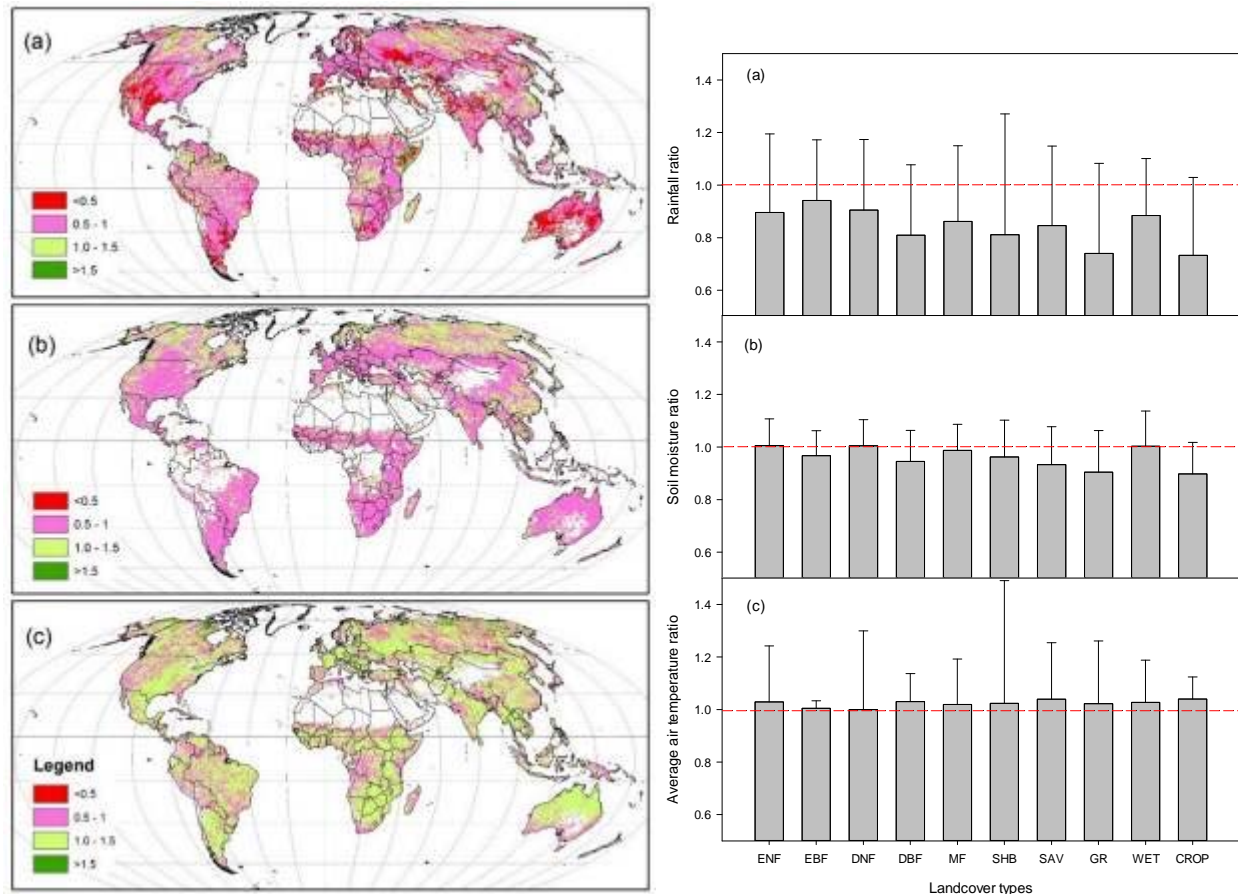 (a)
<0.5
0.5 - 1
1.0 - 1.5
>1.5
(b)
<0.5
0.5 - 1
1.0 - 1.5
>1.5
(c)
Legend
<0.5
0.5 - 1
1.0 - 1.5
>1.5
(a)
Rainfall ratio
1.4
1.2
1.0
0.8
0.6
(b)
Soil moisture ratio
1.4
1.2
1.0
0.8
0.6
(c)
Average air temperature ratio
1.4
1.2
1.0
0.8
0.6
ENF EBF DNF DBF MF SHB SAV GR WET CROP
Landcover types